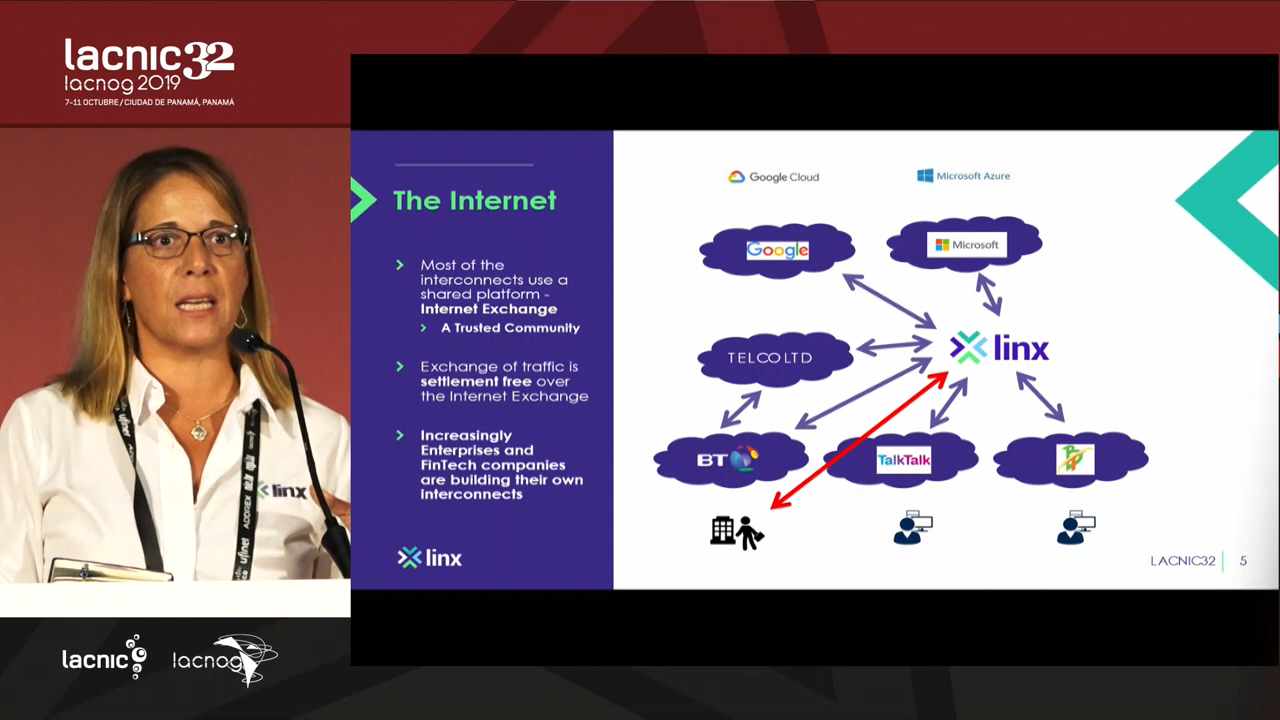 lacnic32
lacnog 2019
7-11 OCTUBRE / CIUDAD DE PANAMÁ, PANAMÁ
The Internet
Most of the
interconnects use a
shared platform -
Internet Exchange
A Trusted Community
Exchange of traffic is
settlement free over
the Internet Exchange
Increasingly
Enterprises and
FinTech companies
are building their own
interconnects
linx
Google Cloud
Microsoft Azure
Google
Microsoft
TELCO LTD
linx
BT
TalkTalk
LACNIC32
5
linx
ADDREX
ufinet
lacnic
lacnog